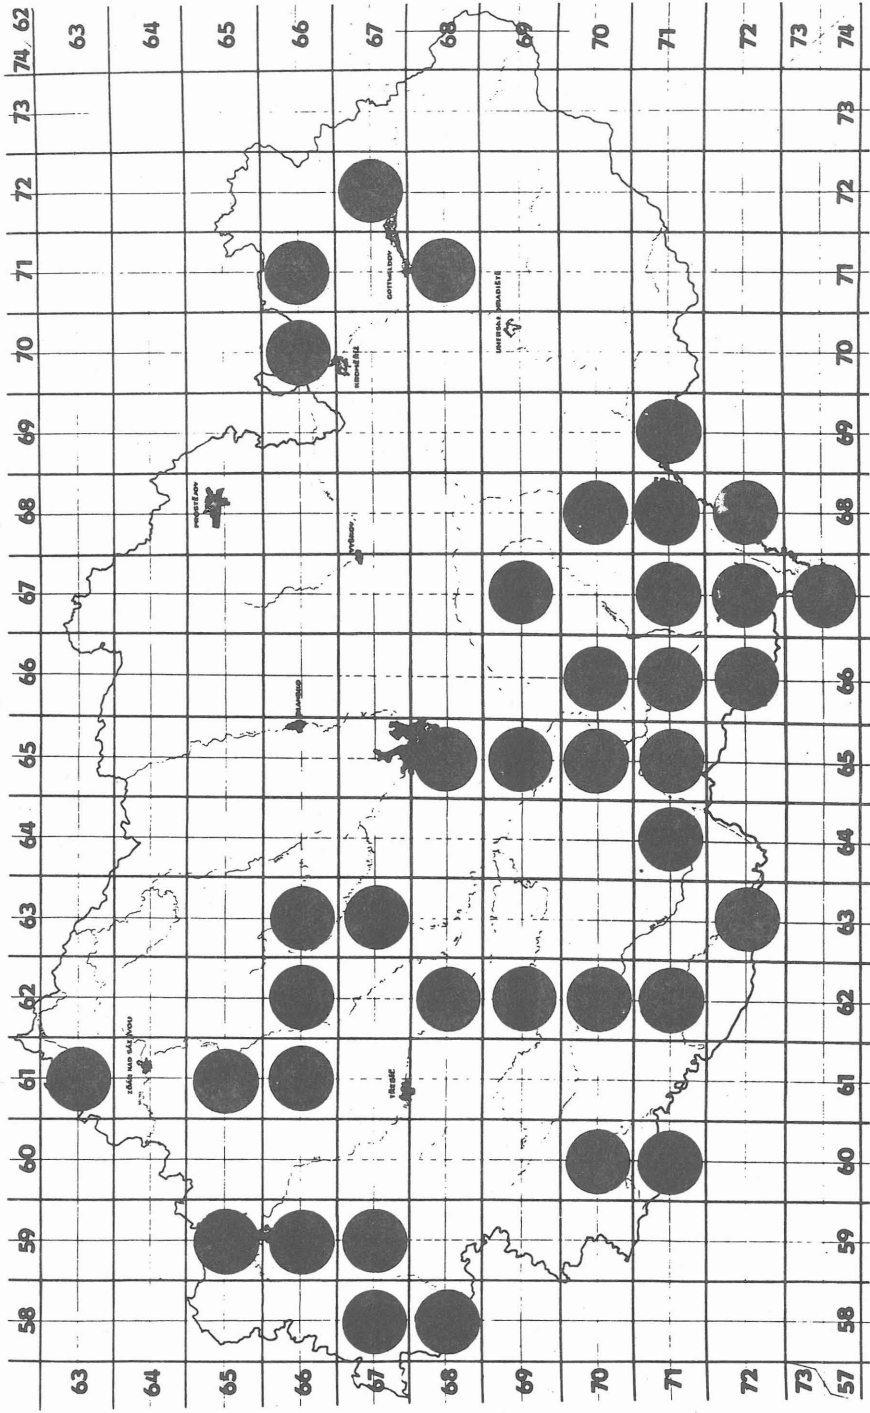 58 59 60 61 62 63 64 65 66 67 68 69 70 71 72 73 74 62
63 63
ŽĎÁR NAD SÁZAVOU
64 64
PROSTĚJOV
65 65
BLANSKO
66 66
VYŠKOV
KROMĚŘÍŽ
67 67
TŘEBÍČ GOTTWALDOV
68 68
UHERSKÉ HRADIŠTĚ
69 69
70 70
71 71
72 72
73 73
57 58 59 60 61 62 63 64 65 66 67 68 69 70 71 72 73 74